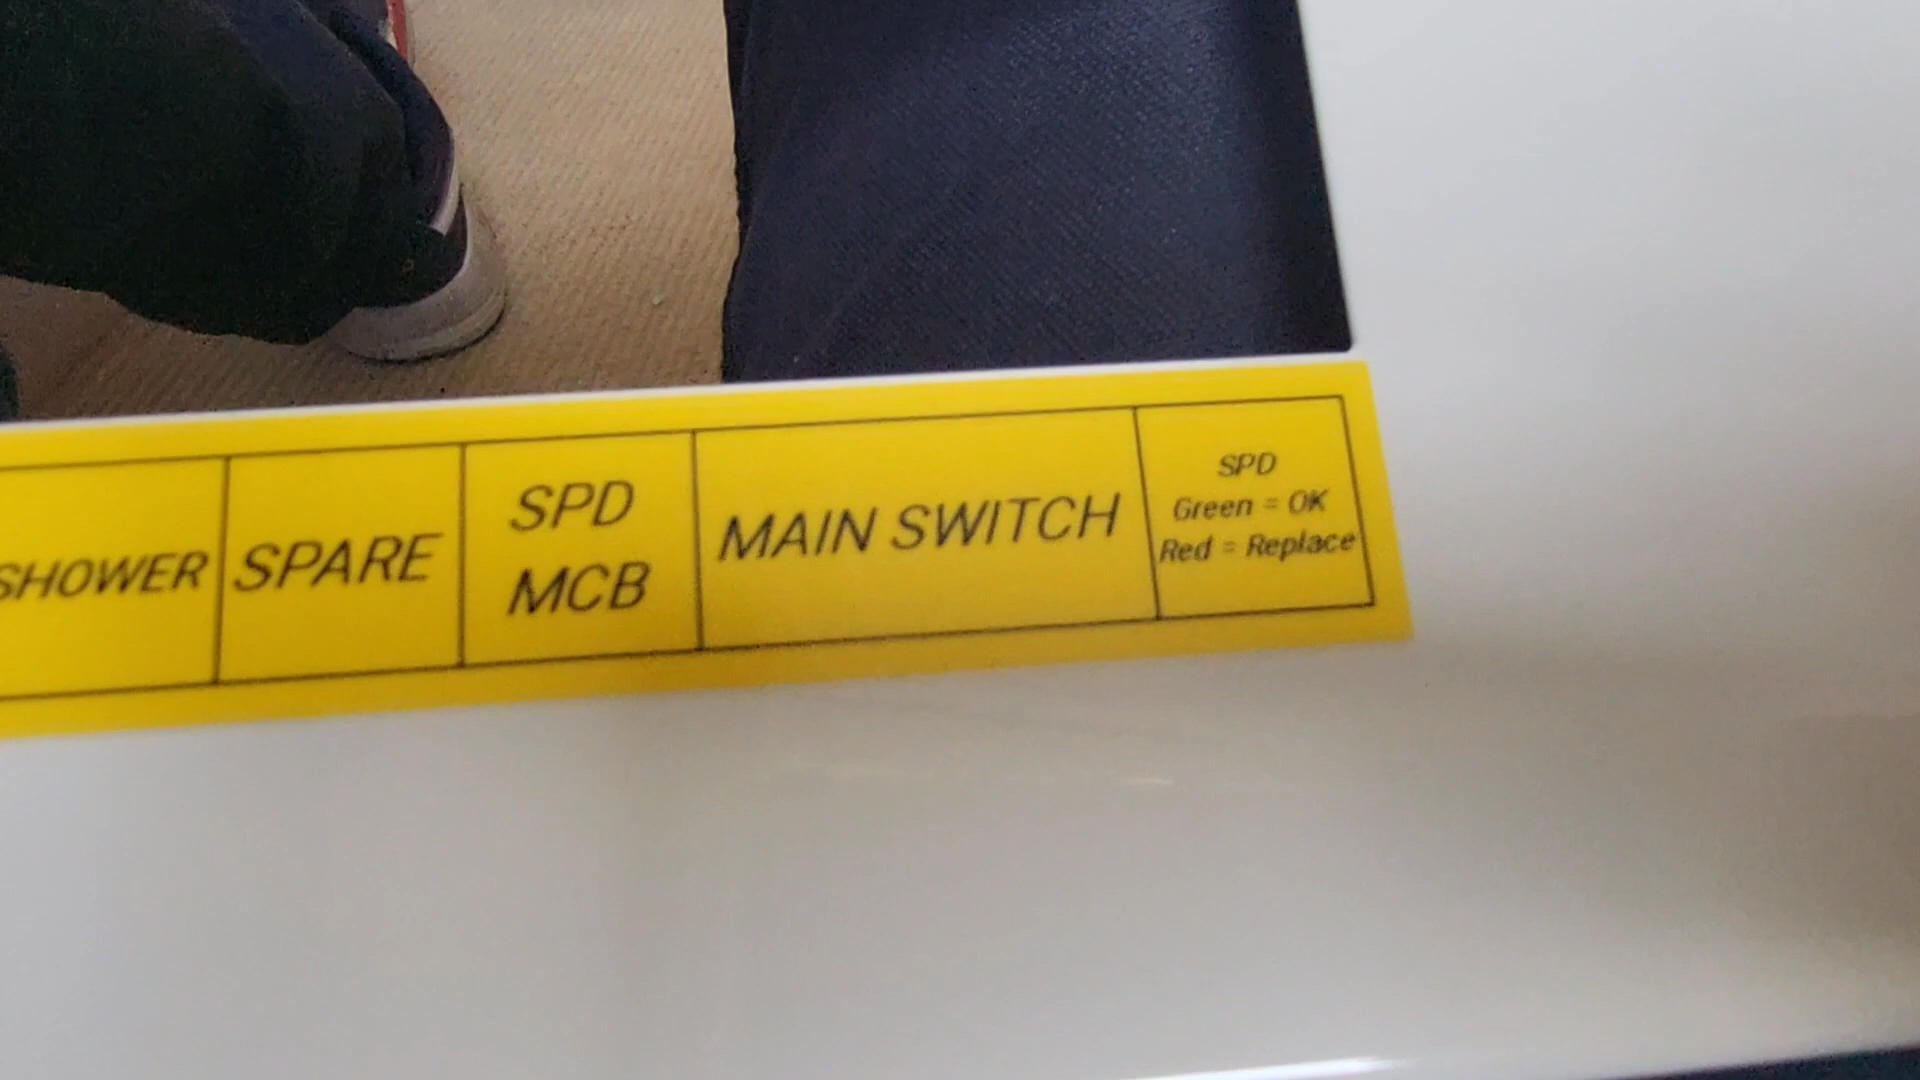 SHOWER
SPARE
SPD
MCB
MAIN SWITCH
SPD
Green = OK
Red = Replace